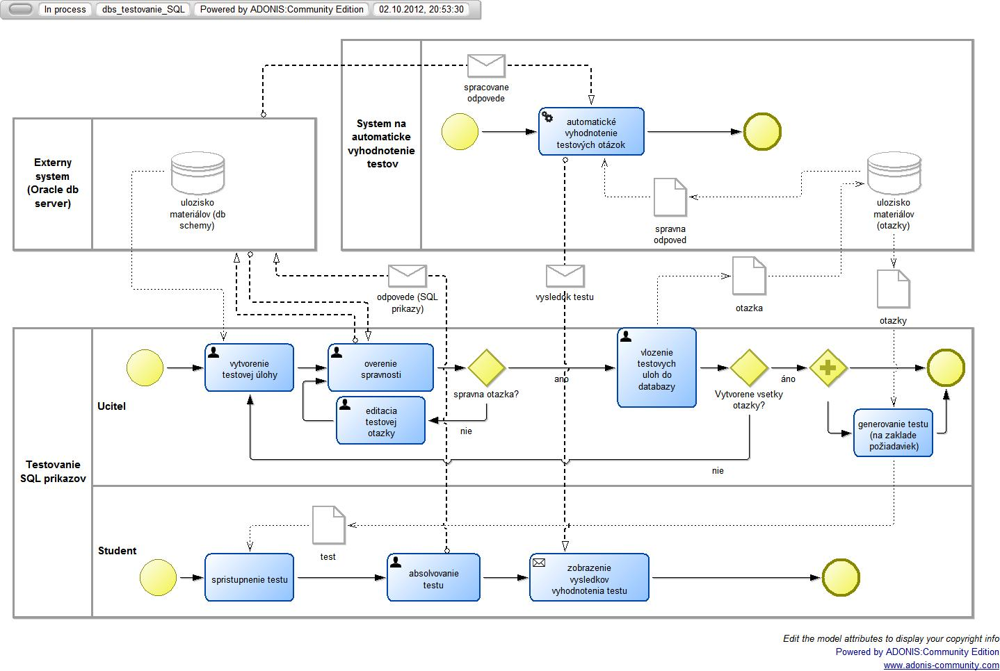 In process
dbs_testovanie_SQL
Powered by ADONIS:Community Edition
02.10.2012, 20:53:30
spracovane
odpovede
System na
automaticke
vyhodnotenie
testov
automatické
vyhodnotenie
testových otázok
Externy
system
(Oracle db
server)
ulozisko
materiálov (db
schemy)
ulozisko
materiálov
(otazky)
spravna
odpoved
odpovede (SQL
prikazy)
vysledok testu
otazka
otazky
Testovanie
SQL prikazov
Ucitel
vytvorenie
testovej úlohy
overenie
spravnosti
spravna otazka?
ano
nie
editacia
testovej
otazky
vlozenie
testovych
uloh do
databazy
Vytvorene vsetky
otazky?
áno
nie
generovanie testu
(na zaklade
požiadaviek)
Student
test
spristupnenie testu
absolvovanie
testu
zobrazenie
vysledkov
vyhodnotenia testu
Edit the model attributes to display your copyright info
Powered by ADONIS:Community Edition
www.adonis-community.com